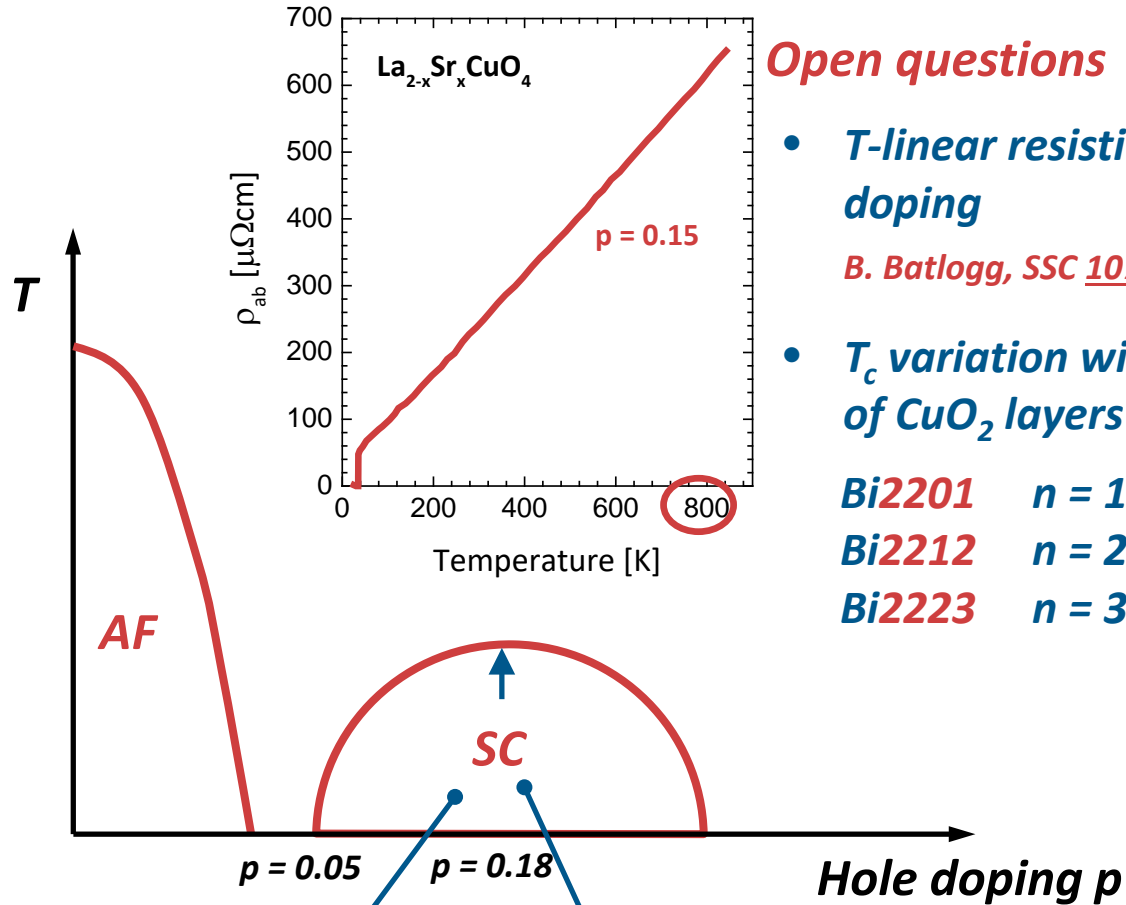 700
600
500
400
300
200
100
0
ρab [μΩcm]
La2-xSrxCuO4
p = 0.15
0 200 400 600 800
Temperature [K]
Open questions
• T-linear
doping
B. Batlogg, SSC
• Tc variation
of CuO2 layers
Bi2201 n = 1
Bi2212 n = 2
Bi2223 n = 3
T
AF
SC
p = 0.05 p = 0.18
Hole doping p